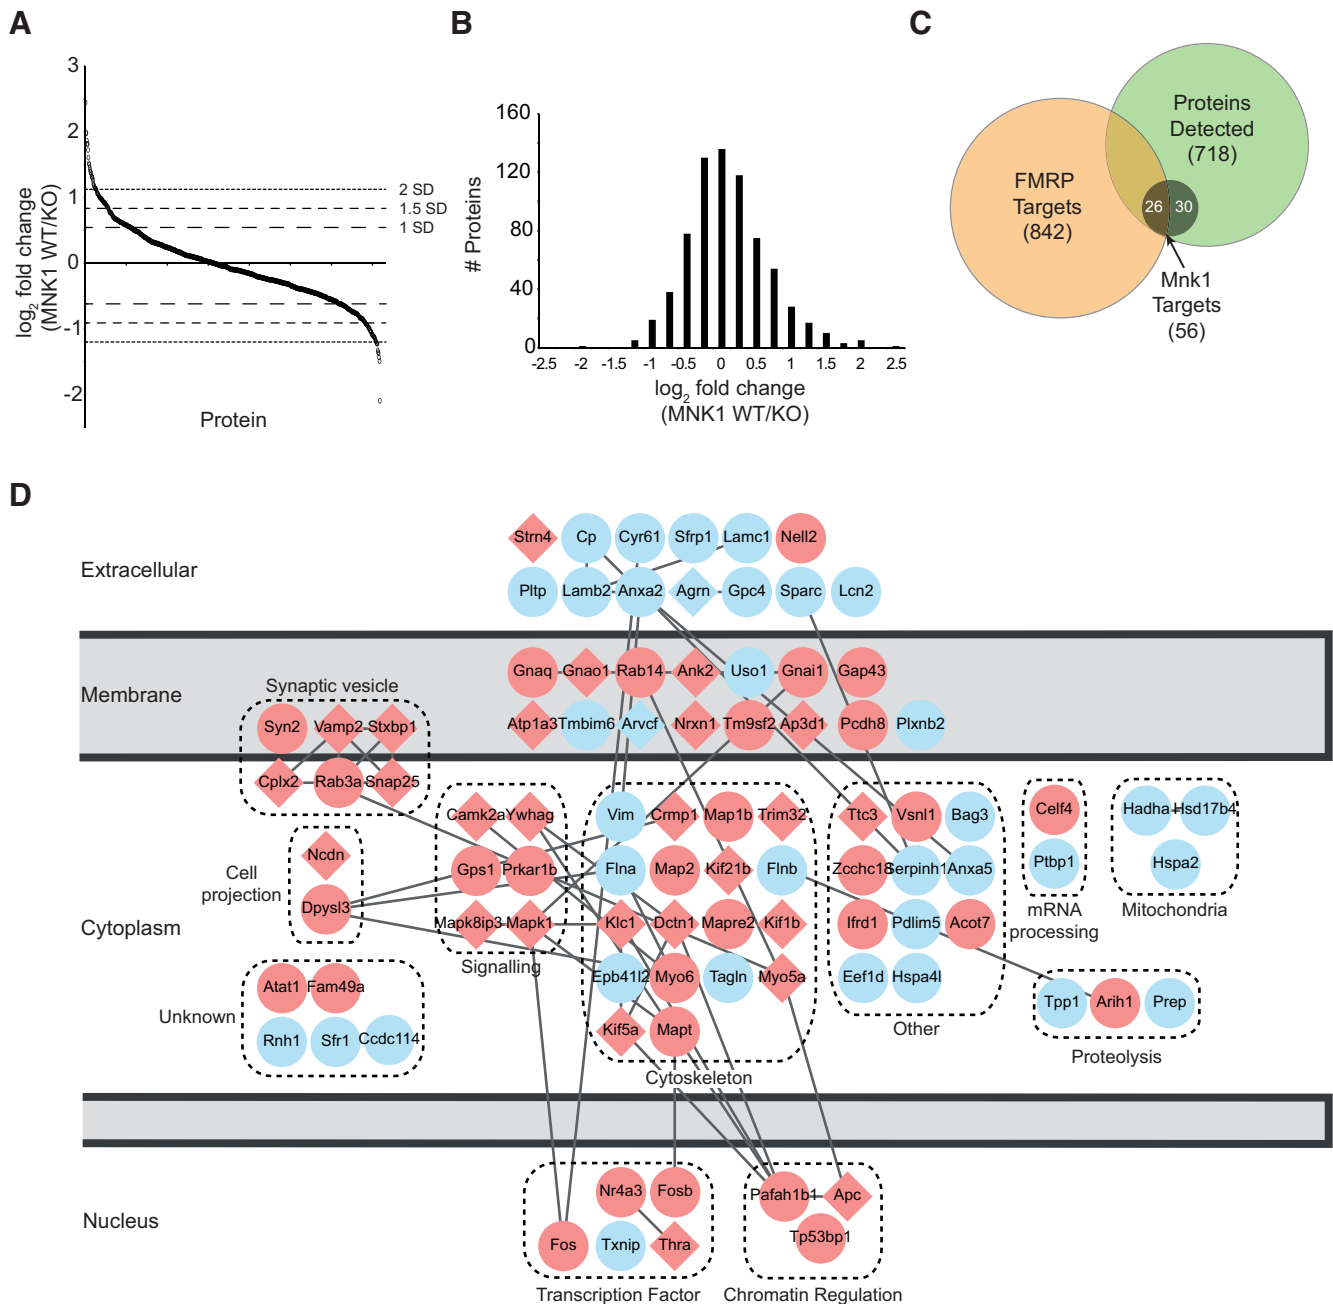 A
B
C
3
2
1
0
-1
-2
log2 fold change
(MNK1 WT/KO)
2 SD
1.5 SD
1 SD
Protein
160
120
80
40
0
# Proteins
-2.5 -2 -1.5 -1 -0.5 0 0.5 1 1.5 2 2.5
log2 fold change
(MNK1 WT/KO)
Proteins
Detected
(718)
FMRP
Targets
(842)
26 30
Mnk1
Targets
(56)
D
Extracellular
Strn4 Cp Cyr61 Sfrp1 Lamc1 Nell2
Pltp Lamb2 Anxa2 Agrn Gpc4 Sparc Lcn2
Membrane
Gnaq Gnao1 Rab14 Ank2 Uso1 Gnai1 Gap43
Atp1a3 Tmbim6 Arvcf Nrxn1 Tm9sf2 Ap3d1 Pcdh8 Plxnb2
Synaptic vesicle
Syn2 Vamp2 Stxbp1
Cplx2 Rab3a Snap25
Cytoplasm
Cell
projection
Ncdn
Dpysl3
Unknown
Atat1 Fam49a
Rnh1 Sfr1 Ccdc114
Camk2a Ywhag
Gps1 Prkar1b
Mapk8ip3 Mapk1
Signalling
Vim Crmp1 Map1b Trim32
Flna Map2 Kif21b Flnb
Klc1 Dctn1 Mapre2 Kif1b
Epb41l2 Myo6 Tagln Myo5a
Kif5a Mapt
Cytoskeleton
Ttc3 Vsnl1 Bag3
Zcchc18 Serpinh1 Anxa5
Ifrd1 Pdlim5 Acot7
Eef1d Hspa4l
Other
Celf4
Ptbp1
mRNA
processing
Hadha Hsd17b4
Hspa2
Mitochondria
Tpp1 Arih1 Prep
Proteolysis
Nucleus
Nr4a3 Fosb
Fos Txnip Thra
Transcription Factor
Pafah1b1 Apc
Tp53bp1
Chromatin Regulation